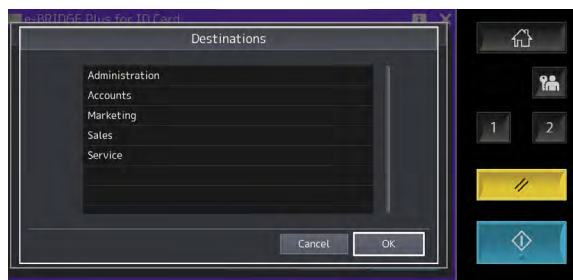 e-BRIDGE Plus for ID Card
Destinations
Administration
Accounts
Marketing
Sales
Service
Cancel
OK
1
2